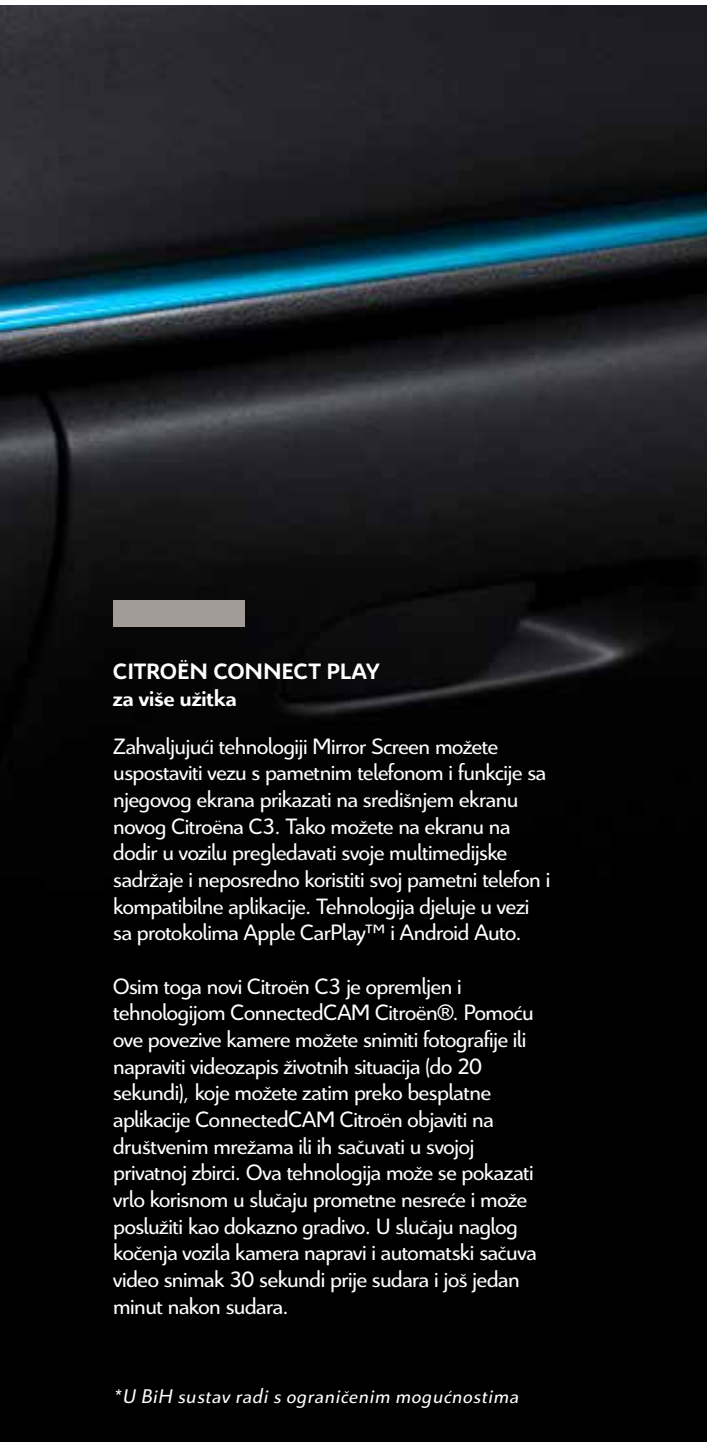 CITROËN CONNECT PLAY
za više užitka
Zahvaljujući tehnologiji Mirror Screen možete
uspostaviti vezu s pametnim telefonom i funkcije sa
njegovog ekrana prikazati na središnjem ekranu
novog Citroëna C3. Tako možete na ekranu na
dodir u vozilu pregledavati svoje multimedijske
sadržaje i neposredno koristiti svoj pametni telefon i
kompatibilne aplikacije. Tehnologija djeluje u vezi
sa protokolima Apple CarPlay™ i Android Auto.
Osim toga novi Citroën C3 je opremljen i
tehnologijom ConnectedCAM Citroën®. Pomoću
ove povezive kamere možete snimiti fotografije ili
napraviti videozapis životnih situacija (do 20
sekundi), koje možete zatim preko besplatne
aplikacije ConnectedCAM Citroën objaviti na
društvenim mrežama ili ih sačuvati u svojoj
privatnoj zbirci. Ova tehnologija može se pokazati
vrlo korisnom u slučaju prometne nesreće i može
poslužiti kao dokazno gradivo. U slučaju naglog
kočenja vozila kamera napravi i automatski sačuva
video snimak 30 sekundi prije sudara i još jedan
minut nakon sudara.
*U BiH sustav radi s ograničenim mogućnostima